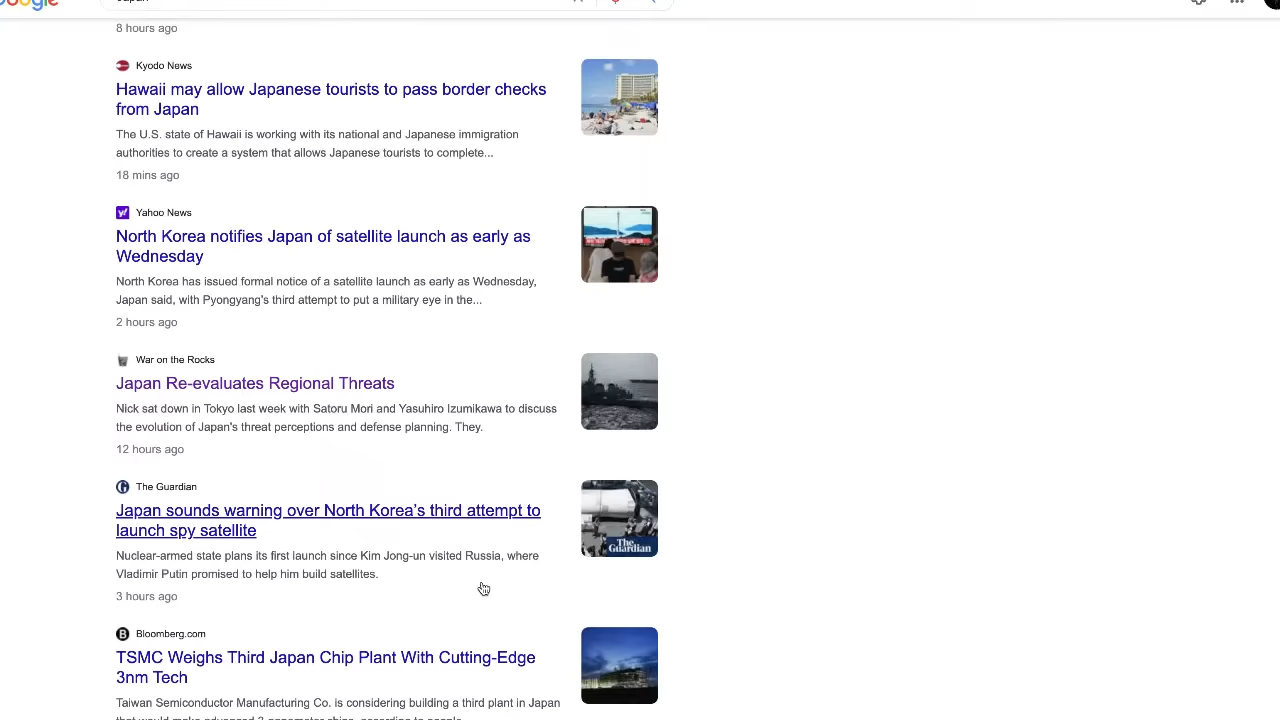 8 hours ago
Kyodo News
Hawaii may allow Japanese tourists to pass border checks
from Japan
The U.S. state of Hawaii is working with its national and Japanese immigration
authorities to create a system that allows Japanese tourists to complete...
18 mins ago
Yahoo News
North Korea notifies Japan of satellite launch as early as
Wednesday
North Korea has issued formal notice of a satellite launch as early as Wednesday,
Japan said, with Pyongyang's third attempt to put a military eye in the...
2 hours ago
War on the Rocks
Japan Re-evaluates Regional Threats
Nick sat down in Tokyo last week with Satoru Mori and Yasuhiro Izumikawa to discuss
the evolution of Japan's threat perceptions and defense planning. They.
12 hours ago
The Guardian
Japan sounds warning over North Korea's third attempt to
launch spy satellite
Nuclear-armed state plans its first launch since Kim Jong-un visited Russia, where
Vladimir Putin promised to help him build satellites.
The
Guardian
3 hours ago
Bloomberg.com
TSMC Weighs Third Japan Chip Plant With Cutting-Edge
3nm Tech
Taiwan Semiconductor Manufacturing Co. is considering building a third plant in Japan